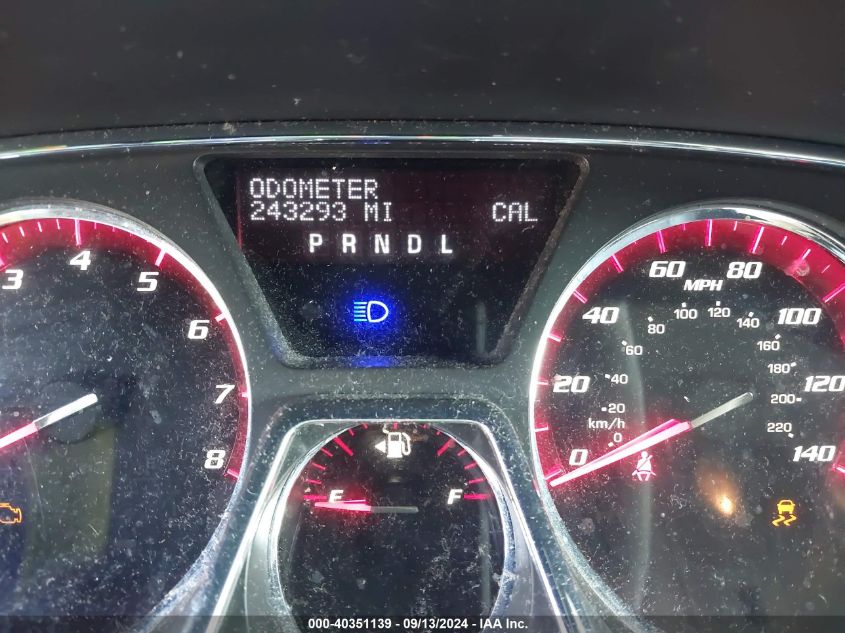 ODOMETER
243293 MI CAL
P R N D L
3 4 5 6 7 8
E F
0 20 40 60 80 100 120 140
MPH
0 20 40 60 80 100 120 140 160 180 200 220
km/h
000-40351139 - 09/13/2024 - IAA Inc.